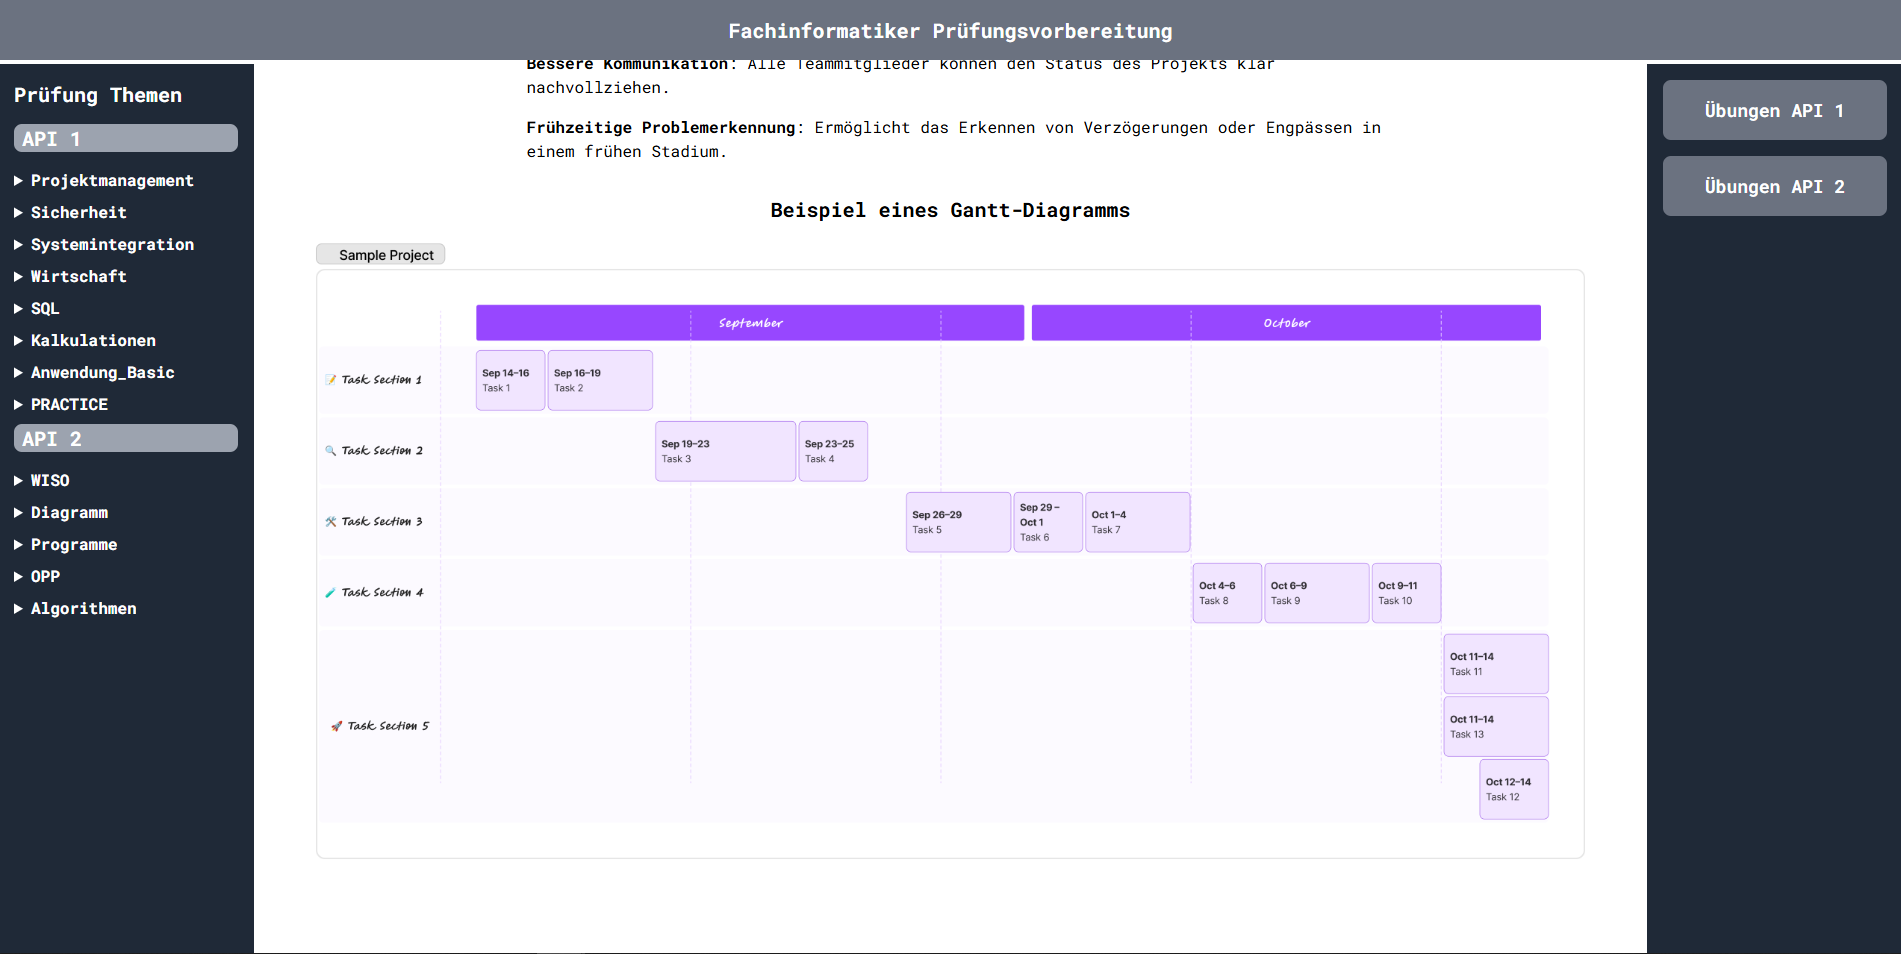 Fachinformatiker Prüfungsvorbereitung
Prüfung Themen
API 1
Projektmanagement
Sicherheit
Systemintegration
Wirtschaft
SQL
Kalkulationen
Anwendung_Basic
PRACTICE
API 2
WISO
Diagramm
Programme
OPP
Algorithmen
Bessere Kommunikation: Alle Teammitglieder können den Status des Projekts klar
nachvollziehen.
Frühzeitige Problemerkennung: Ermöglicht das Erkennen von Verzögerungen oder Engpässen in
einem frühen Stadium.
Beispiel eines Gantt-Diagramms
Sample Project
September
October
Task Section 1
Sep 14–16
Task 1
Sep 16–19
Task 2
Task Section 2
Sep 19–23
Task 3
Sep 23–25
Task 4
Task Section 3
Sep 26–29
Task 5
Sep 29 –
Oct 1
Task 6
Oct 1–4
Task 7
Task Section 4
Oct 4–6
Task 8
Oct 6–9
Task 9
Oct 9–11
Task 10
Task Section 5
Oct 11–14
Task 11
Oct 11–14
Task 13
Oct 12–14
Task 12
Übungen API 1
Übungen API 2